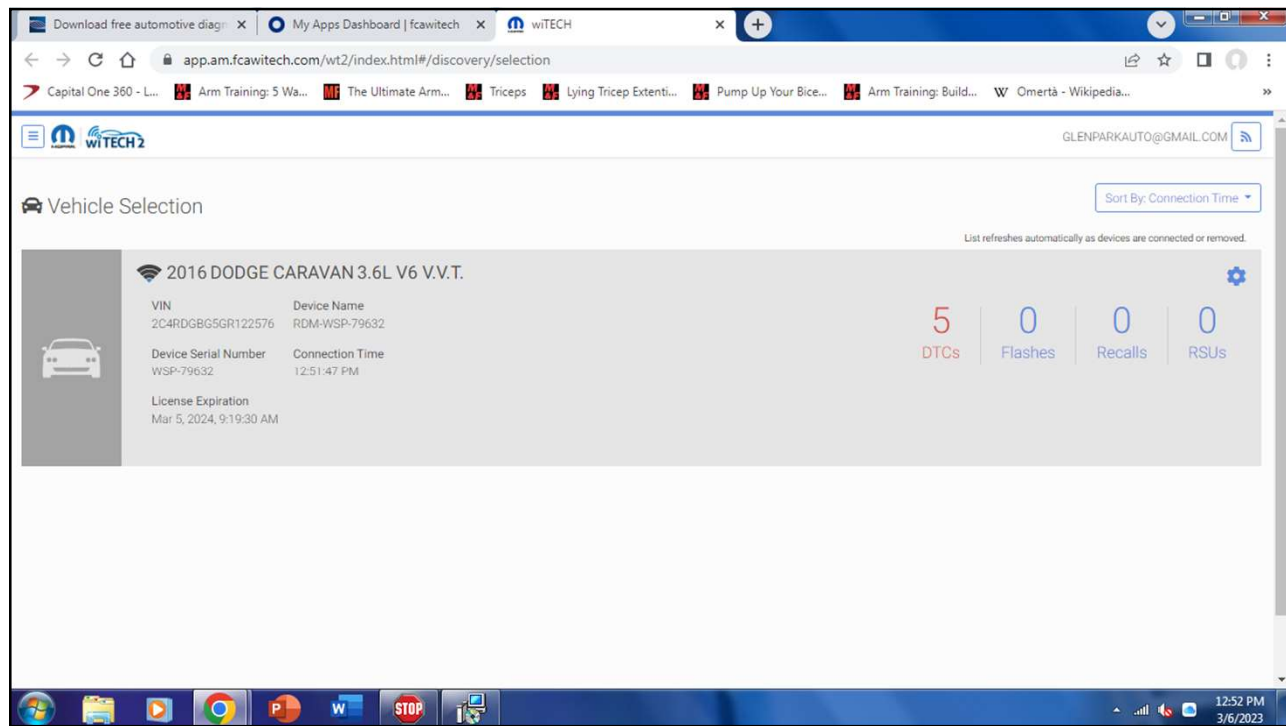 Download free automotive diagn
My Apps Dashboard | fcawitech
wiTECH
app.am.fcawitech.com/wt2/index.html#/discovery/selection
Capital One 360 - L... Arm Training: 5 Wa... The Ultimate Arm... Triceps Lying Tricep Extenti... Pump Up Your Bice... Arm Training: Build... W Omertà - Wikipedia... »
wiTECH 2
GLENPARKAUTO@GMAIL.COM
Vehicle Selection
Sort By: Connection Time
List refreshes automatically as devices are connected or removed.
2016 DODGE CARAVAN 3.6L V6 V.V.T.
VIN Device Name
2C4RDGBG5GR122576 RDM-WSP-79632
Device Serial Number Connection Time
WSP-79632 12:51:47 PM
License Expiration
Mar 5, 2024, 9:19:30 AM
5 0 0 0
DTCs Flashes Recalls RSUs
STOP
12:52 PM
3/6/2023